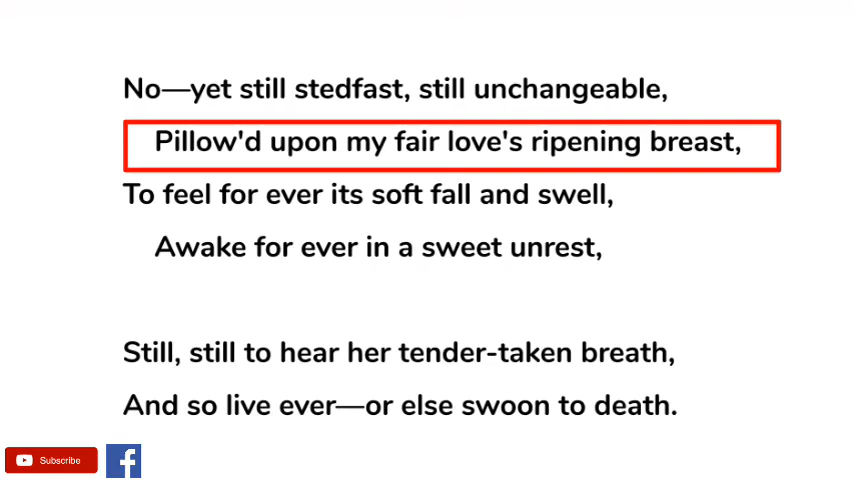 No—yet still stedfast, still unchangeable,
Pillow'd upon my fair love's ripening breast,
To feel for ever its soft fall and swell,
Awake for ever in a sweet unrest,
Still, still to hear her tender-taken breath,
And so live ever—or else swoon to death.
Subscribe
f